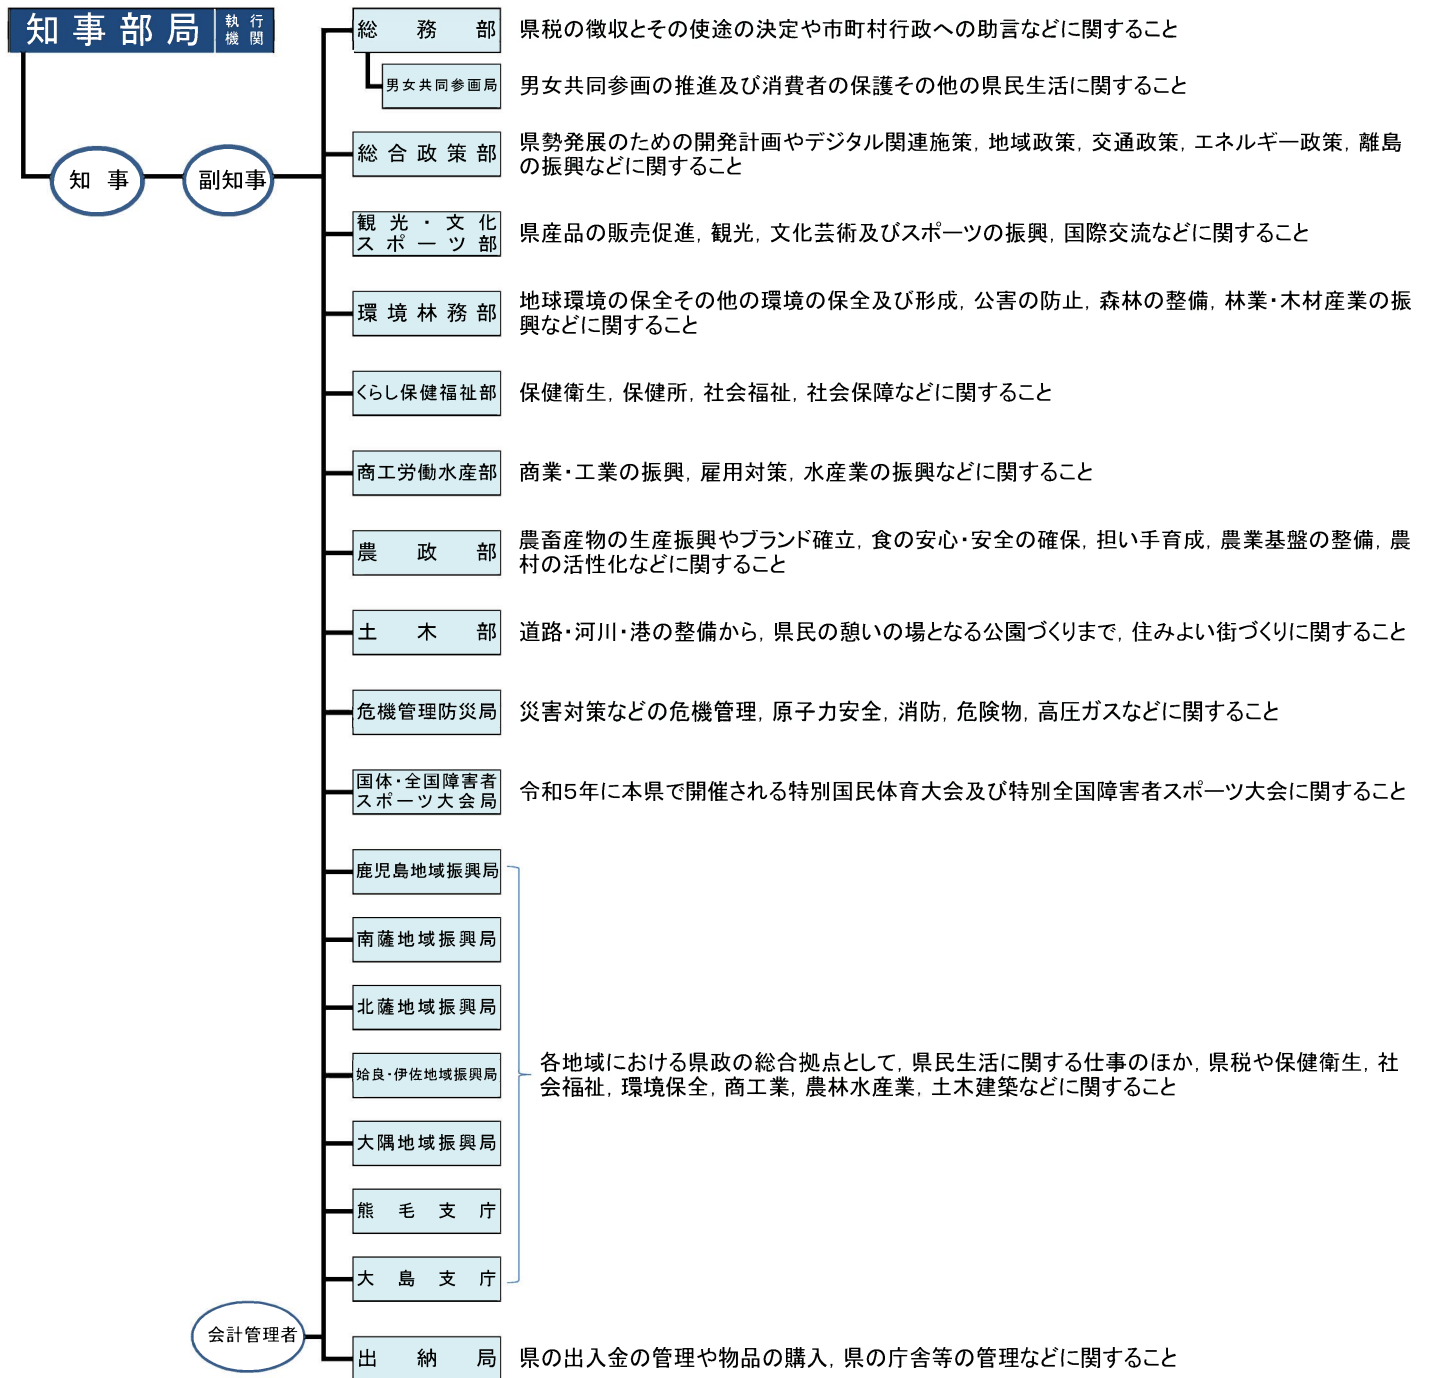 知事部局 執行機関
総務部 県税の徴収とその使途の決定や市町村行政への助言などに関すること
男女共同参画局 男女共同参画の推進及び消費者の保護その他の県民生活に関すること
総合政策部 県勢発展のための開発計画やデジタル関連施策，地域政策，交通政策，エネルギー政策，離島
の振興などに関すること
知事 副知事
観光・文化
スポーツ部 県産品の販売促進，観光，文化芸術及びスポーツの振興，国際交流などに関すること
環境林務部 地球環境の保全その他の環境の保全及び形成，公害の防止，森林の整備，林業・木材産業の振
興などに関すること
くらし保健福祉部 保健衛生，保健所，社会福祉，社会保障などに関すること
商工労働水産部 商業・工業の振興，雇用対策，水産業の振興などに関すること
農政部 農畜産物の生産振興やブランド確立，食の安心・安全の確保，担い手育成，農業基盤の整備，農
村の活性化などに関すること
土木部 道路・河川・港の整備から，県民の憩いの場となる公園づくりまで，住みよい街づくりに関すること
危機管理防災局 災害対策などの危機管理，原子力安全，消防，危険物，高圧ガスなどに関すること
国体・全国障害者
スポーツ大会局 令和5年に本県で開催される特別国民体育大会及び特別全国障害者スポーツ大会に関すること
鹿児島地域振興局
南薩地域振興局
北薩地域振興局
姶良・伊佐地域振興局
各地域における県政の総合拠点として，県民生活に関する仕事のほか，県税や保健衛生，社
会福祉，環境保全，商工業，農林水産業，土木建築などに関すること
大隅地域振興局
熊毛支庁
大島支庁
会計管理者
出納局 県の出入金の管理や物品の購入，県の庁舎等の管理などに関すること